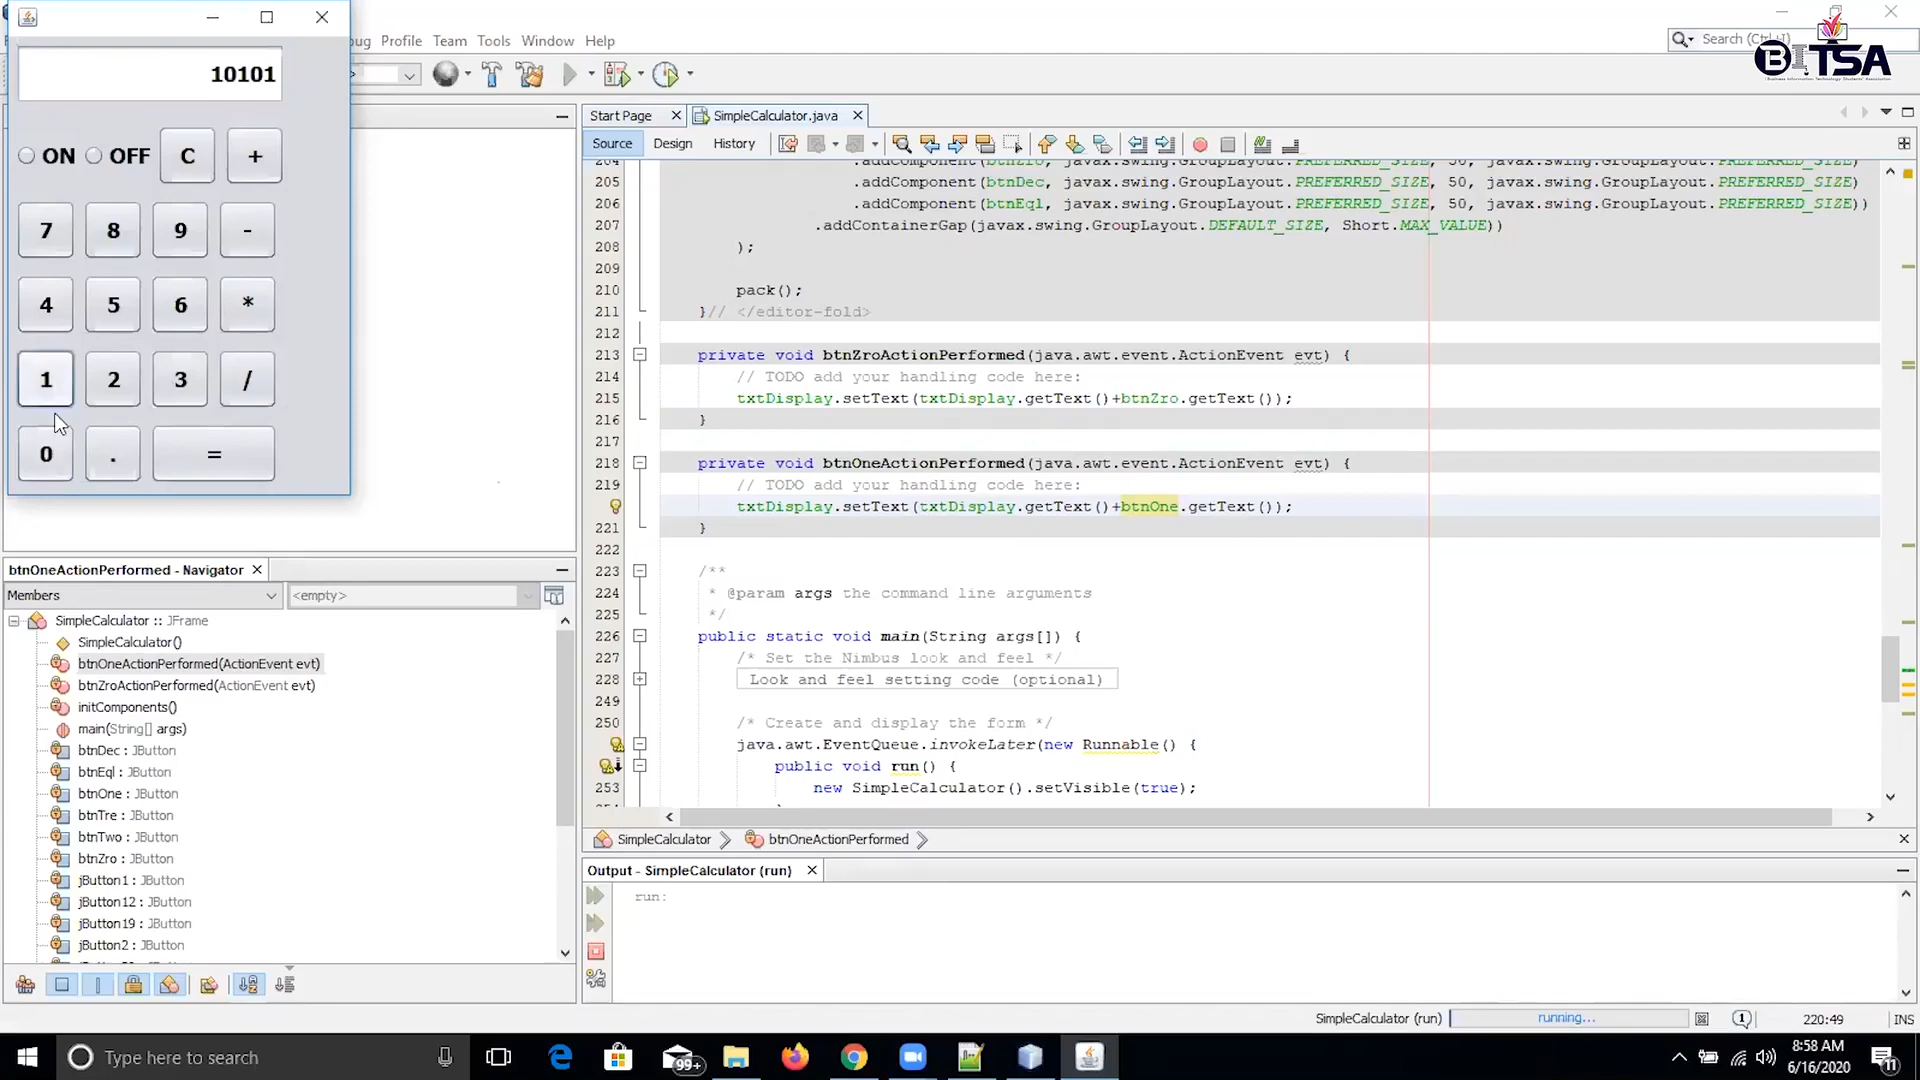 10101
ON OFF C +
7 8 9 -
4 5 6 *
1 2 3 /
0 . =
Profile Team Tools Window Help
Search (Ctrl+I)
BITSA
Business Information Technology Students' Association
Start Page
SimpleCalculator.java
Source Design History
205 .addComponent(btnDec, javax.swing.GroupLayout.PREFERRED_SIZE, 50, javax.swing.GroupLayout.PREFERRED_SIZE)
206 .addComponent(btnEql, javax.swing.GroupLayout.PREFERRED_SIZE, 50, javax.swing.GroupLayout.PREFERRED_SIZE))
207 .addContainerGap(javax.swing.GroupLayout.DEFAULT_SIZE, Short.MAX_VALUE))
208 );
209
210 pack();
211 }// </editor-fold>
212
213 private void btnZroActionPerformed(java.awt.event.ActionEvent evt) {
214 // TODO add your handling code here:
215 txtDisplay.setText(txtDisplay.getText()+btnZro.getText());
216 }
217
218 private void btnOneActionPerformed(java.awt.event.ActionEvent evt) {
219 // TODO add your handling code here:
txtDisplay.setText(txtDisplay.getText()+btnOne.getText());
221 }
222
223 /**
224 * @param args the command line arguments
225 */
226 public static void main(String args[]) {
227 /* Set the Nimbus look and feel */
228 Look and feel setting code (optional)
249
250 /* Create and display the form */
java.awt.EventQueue.invokeLater(new Runnable() {
public void run() {
253 new SimpleCalculator().setVisible(true);
SimpleCalculator
btnOneActionPerformed
btnOneActionPerformed - Navigator
Members
<empty>
SimpleCalculator :: JFrame
SimpleCalculator()
btnOneActionPerformed(ActionEvent evt)
btnZroActionPerformed(ActionEvent evt)
initComponents()
main(String[] args)
btnDec : JButton
btnEql : JButton
btnOne : JButton
btnTre : JButton
btnTwo : JButton
btnZro : JButton
jButton1 : JButton
jButton12 : JButton
jButton19 : JButton
jButton2 : JButton
Output - SimpleCalculator (run)
run:
SimpleCalculator (run)
running...
1
220:49
INS
Type here to search
99+
8:58 AM
6/16/2020
11